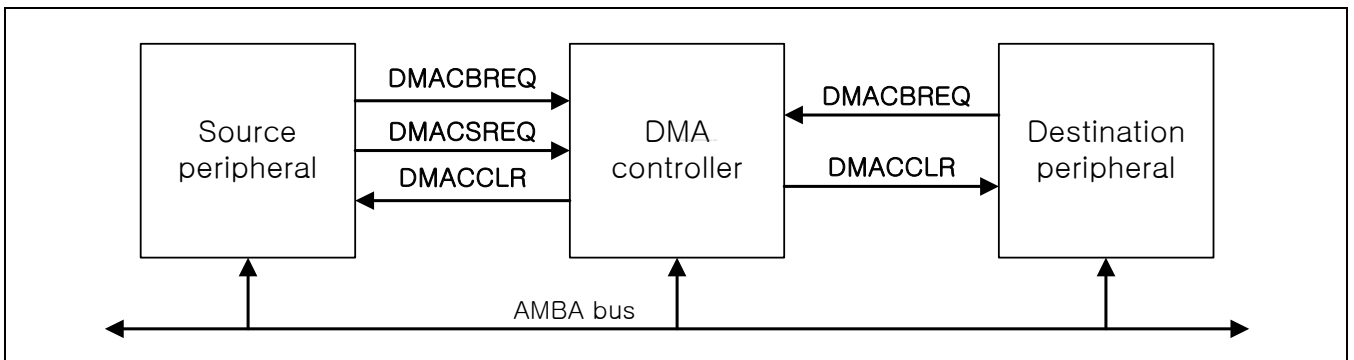 DMACBREQ
DMACBREQ
Source
peripheral
DMACSREQ
DMA
controller
Destination
peripheral
DMACCLR
DMACCLR
AMBA bus